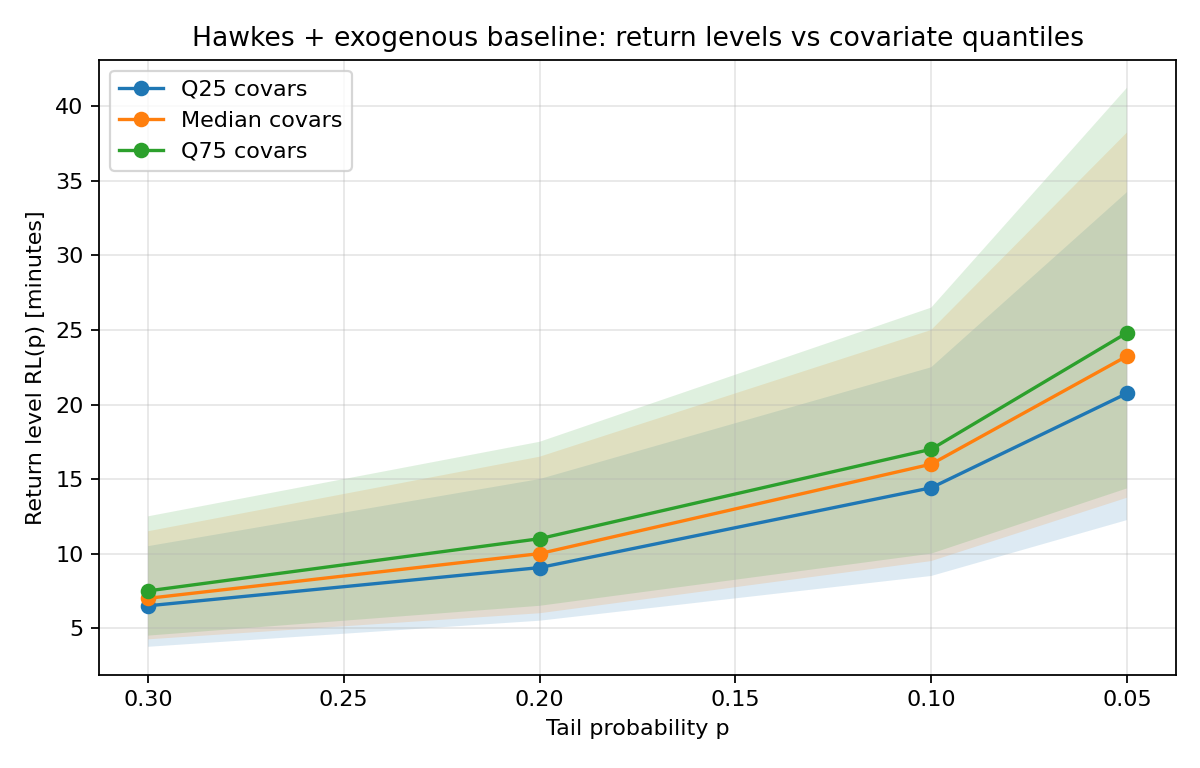 Hawkes + exogenous baseline: return levels vs covariate quantiles
Q25 covars
Median covars
Q75 covars
Return level RL(p) [minutes]
40
35
30
25
20
15
10
5
0.30 0.25 0.20 0.15 0.10 0.05
Tail probability p